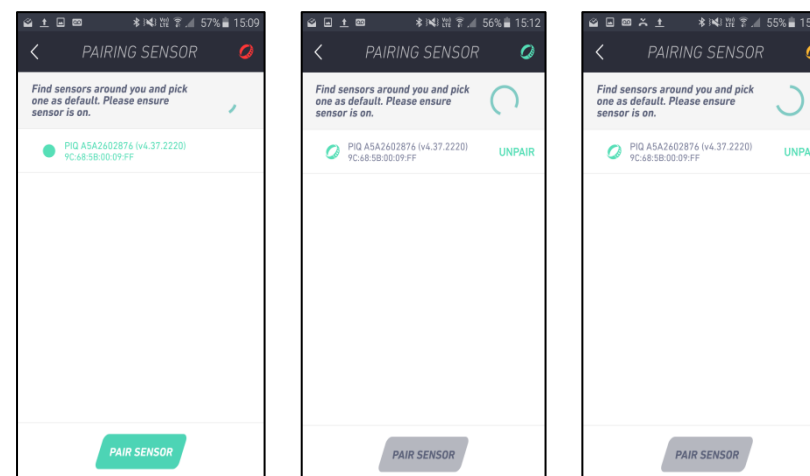 57% 15:09
PAIRING SENSOR
Find sensors around you and pick
one as default. Please ensure
sensor is on.
PIQ A5A2602876 (v4.37.2220)
9C:68:5B:00:09:FF
PAIR SENSOR
56% 15:12
PAIRING SENSOR
Find sensors around you and pick
one as default. Please ensure
sensor is on.
PIQ A5A2602876 (v4.37.2220)
9C:68:5B:00:09:FF
UNPAIR
PAIR SENSOR
55% 15
PAIRING SENSOR
Find sensors around you and pick
one as default. Please ensure
sensor is on.
PIQ A5A2602876 (v4.37.2220)
9C:68:5B:00:09:FF
UNPA
PAIR SENSOR